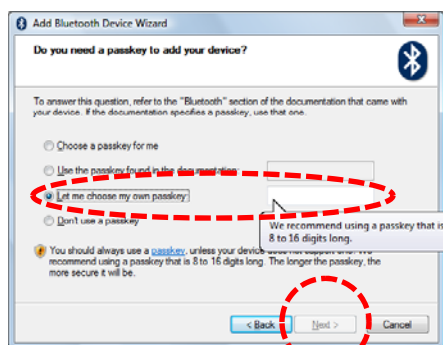 Add Bluetooth Device Wizard
Do you need a passkey to add your device?
To answer this question, refer to the "Bluetooth" section of the documentation that came with
your device. If the documentation specifies a passkey, use that one.
Choose a passkey for me
Use the passkey found in the documentation:
Let me choose my own passkey:
Don't use a passkey
We recommend using a passkey that is
8 to 16 digits long.
You should always use a passkey, unless your device does not support one. We
recommend using a passkey that is 8 to 16 digits long. The longer the passkey, the
more secure it will be.
< Back
Next >
Cancel